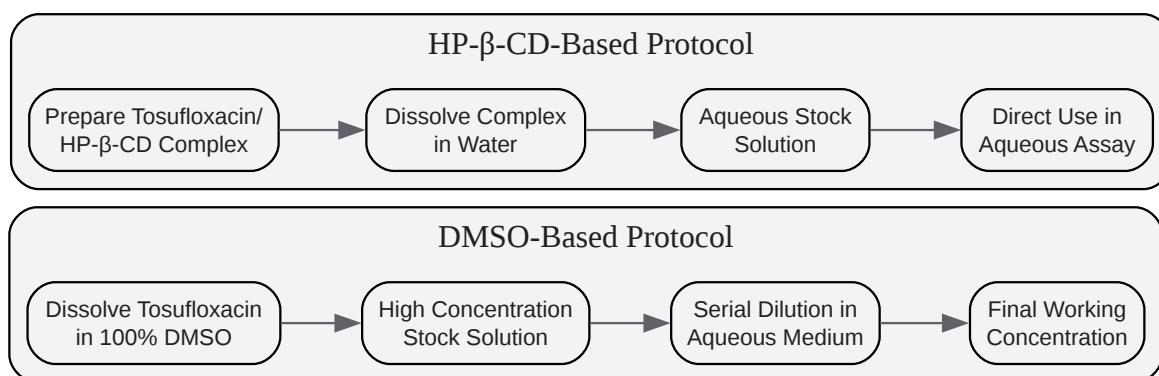 HP-β-CD-Based Protocol
Prepare Tosufloxacin/
HP-β-CD Complex
Dissolve Complex
in Water
Aqueous Stock
Solution
Direct Use in
Aqueous Assay
DMSO-Based Protocol
Dissolve Tosufloxacin
in 100% DMSO
High Concentration
Stock Solution
Serial Dilution in
Aqueous Medium
Final Working
Concentration